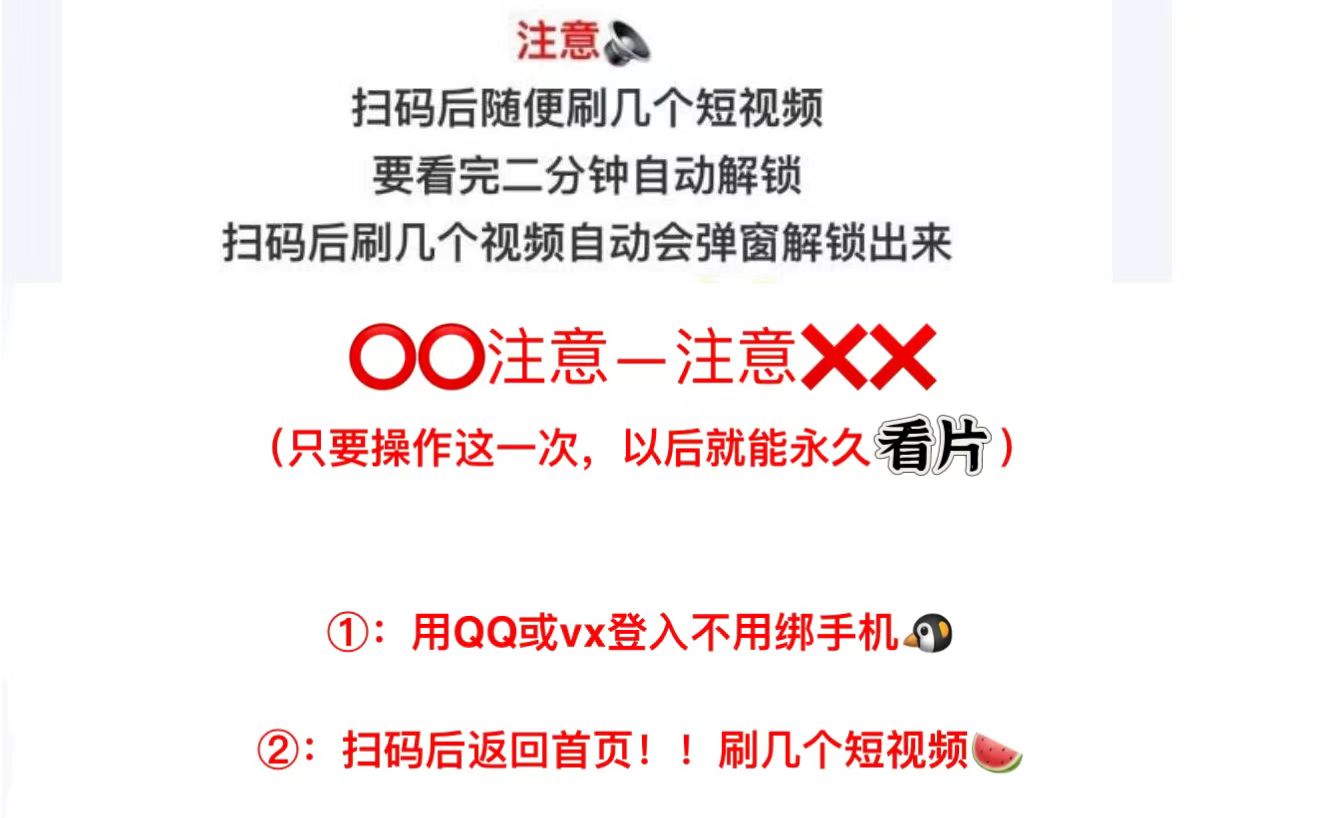 注意🔈
扫码后随便刷几个短视频
要看完二分钟自动解锁
扫码后刷几个视频自动会弹窗解锁出来
⭕⭕注意—注意❌❌
（只要操作这一次，以后就能永久看片）
①：用QQ或vx登入不用绑手机🐧
②：扫码后返回首页！！刷几个短视频🍉